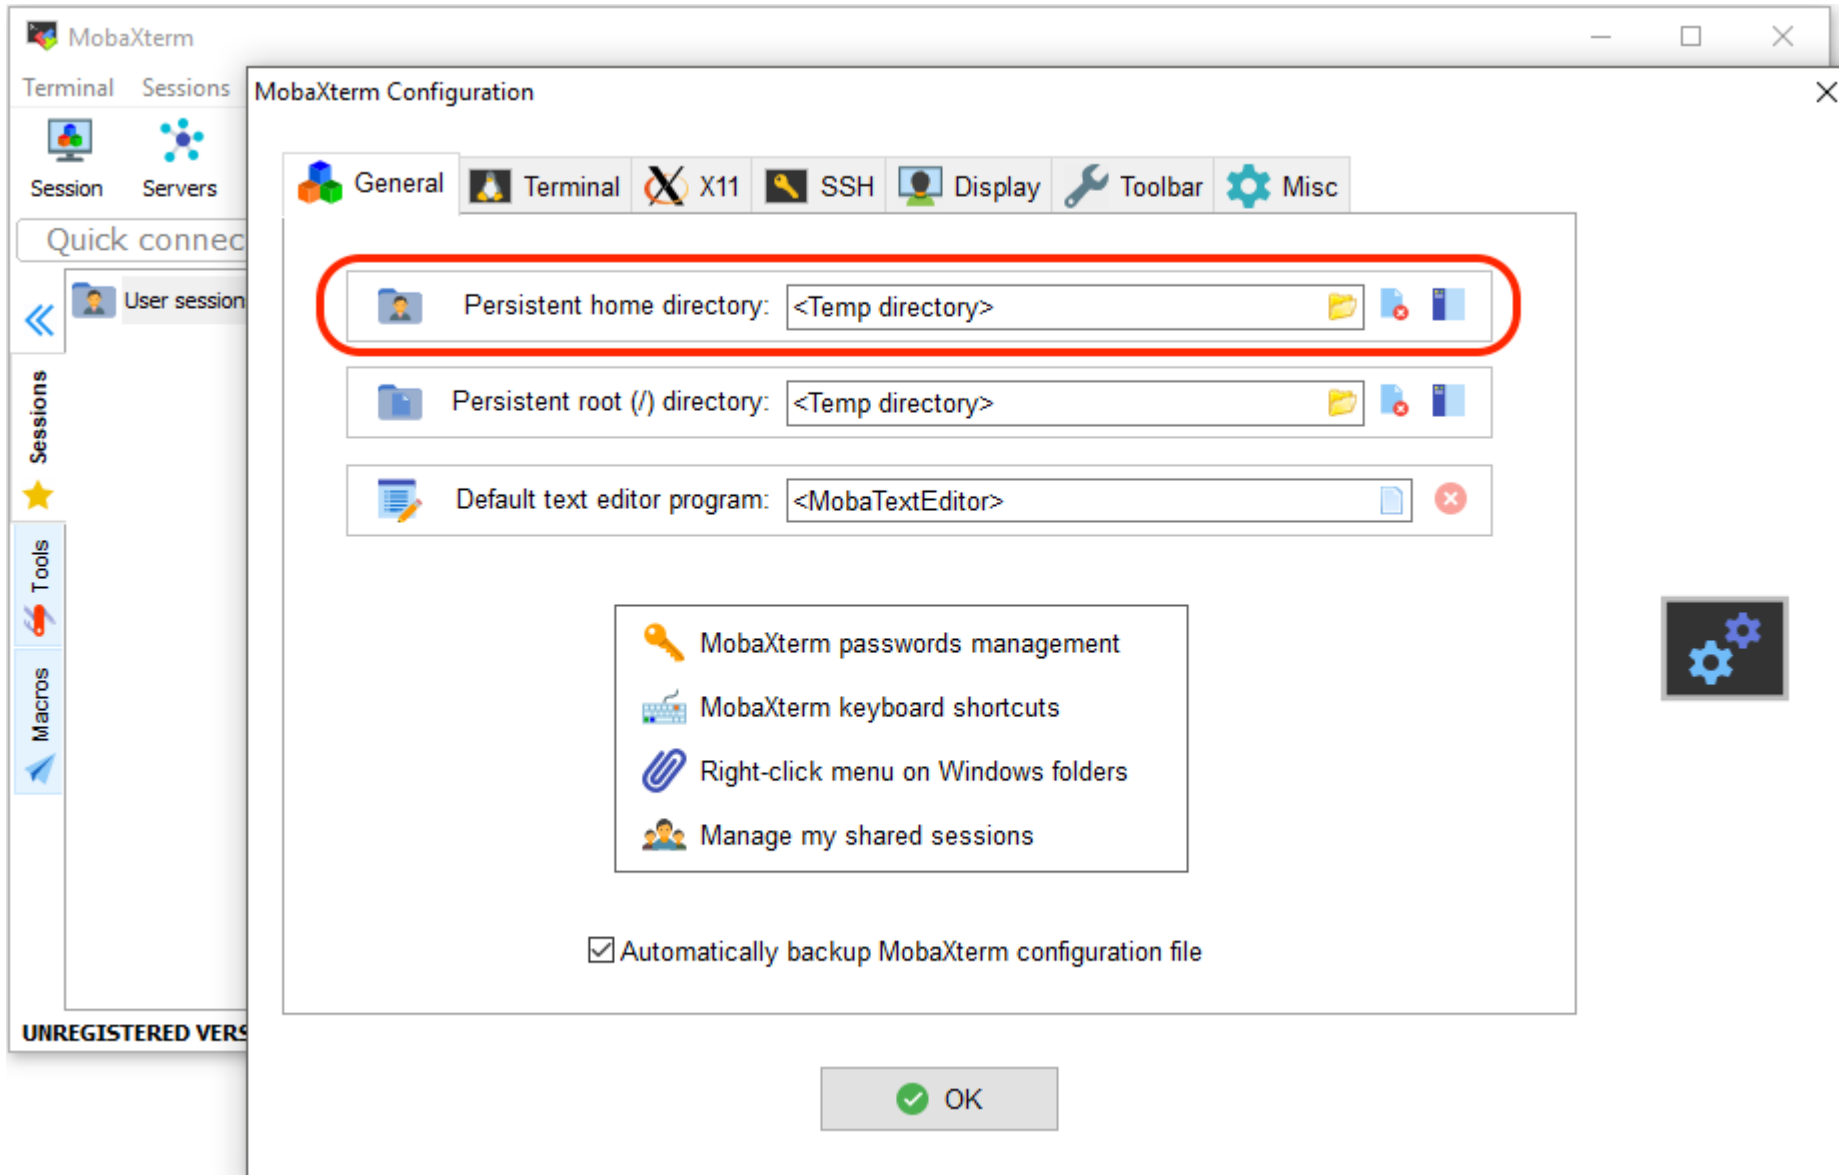 MobaXterm
Terminal Sessions
MobaXterm Configuration
Session Servers
General Terminal X11 SSH Display Toolbar Misc
Quick connec
User session
Persistent home directory: <Temp directory>
Persistent root (/) directory: <Temp directory>
Default text editor program: <MobaTextEditor>
Sessions
Tools
Macros
MobaXterm passwords management
MobaXterm keyboard shortcuts
Right-click menu on Windows folders
Manage my shared sessions
Automatically backup MobaXterm configuration file
UNREGISTERED VERS
OK